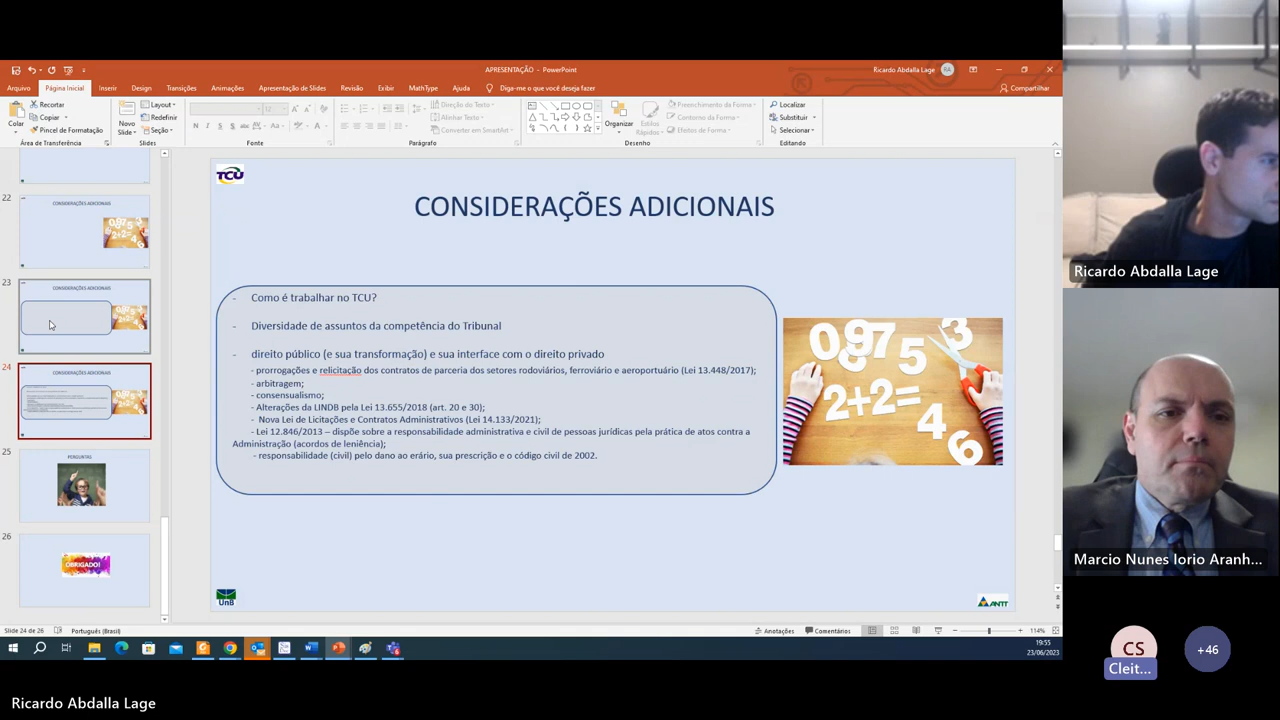 APRESENTAÇÃO - PowerPoint
Ricardo Abdalla Lage
RA
Arquivo
Página Inicial
Inserir
Design
Transições
Animações
Apresentação de Slides
Revisão
Exibir
MathType
Ajuda
Diga-me o que você deseja fazer
Compartilhar
Colar
Recortar
Copiar
Pincel de Formatação
Área de Transferência
Novo
Slide
Layout
Redefinir
Seção
Slides
Fonte
Direção do Texto
Alinhar Texto
Converter em SmartArt
Parágrafo
Organizar
Estilos
Rápidos
Preenchimento da Forma
Contorno da Forma
Efeitos de Forma
Desenho
Localizar
Substituir
Selecionar
Editando
22
CONSIDERAÇÕES ADICIONAIS
23
CONSIDERAÇÕES ADICIONAIS
24
CONSIDERAÇÕES ADICIONAIS
25
PERGUNTAS
26
OBRIGADO!
TCU
CONSIDERAÇÕES ADICIONAIS
- Como é trabalhar no TCU?
- Diversidade de assuntos da competência do Tribunal
- direito público (e sua transformação) e sua interface com o direito privado
- prorrogações e relicitação dos contratos de parceria dos setores rodoviários, ferroviário e aeroportuário (Lei 13.448/2017);
- arbitragem;
- consensualismo;
- Alterações da LINDB pela Lei 13.655/2018 (art. 20 e 30);
- Nova Lei de Licitações e Contratos Administrativos (Lei 14.133/2021);
- Lei 12.846/2013 – dispõe sobre a responsabilidade administrativa e civil de pessoas jurídicas pela prática de atos contra a
Administração (acordos de leniência);
- responsabilidade (civil) pelo dano ao erário, sua prescrição e o código civil de 2002.
0975 3
2+2=
4
6
UnB
ANTT
Slide 24 de 26
Português (Brasil)
Anotações
Comentários
114%
19:55
23/06/2023
Ricardo Abdalla Lage
Marcio Nunes Iorio Aranh...
CS
Cleit...
+46
Ricardo Abdalla Lage